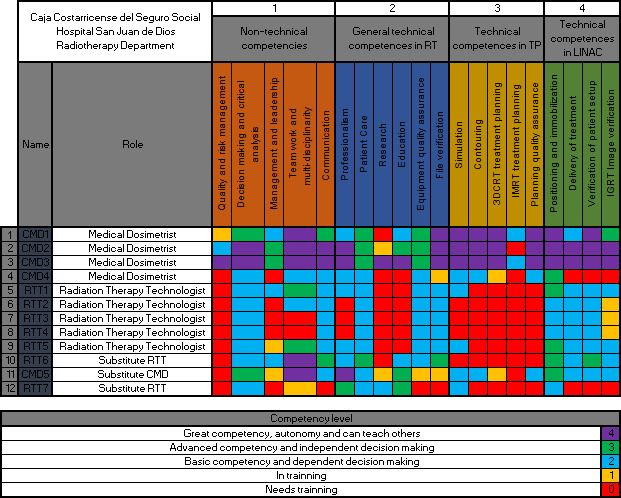 Caja Costarricense del Seguro Social
Hospital San Juan de Dios
Radiotherapy Department
1
2
3
4
Non-technical
competencies
General technical
competences in RT
Technical
competences in TP
Technical
competences
in LINAC
Name
Role
Quality and risk management
Decision making and critical
analysis
Management and leadership
Team work and
multi-disciplinarity
Communication
Professionalism
Patient Care
Research
Education
Equipment quality assurance
File verification
Simulation
Contouring
3DCRT treatment planning
IMRT treatment planning
Planning quality assurance
Positioning and immobilization
Delivery of treatment
Verification of patient setup
IGRT Image verification
1 CMD1 Medical Dosimetrist
2 CMD2 Medical Dosimetrist
3 CMD3 Medical Dosimetrist
4 CMD4 Medical Dosimetrist
5 RTT1 Radiation Therapy Technologist
6 RTT2 Radiation Therapy Technologist
7 RTT3 Radiation Therapy Technologist
8 RTT4 Radiation Therapy Technologist
9 RTT5 Radiation Therapy Technologist
10 RTT6 Substitute RTT
11 CMD5 Substitute CMD
12 RTT7 Substitute RTT
Competency level
Great competency, autonomy and can teach others 4
Advanced competency and independent decision making 3
Basic competency and dependent decision making 2
In trainning 1
Needs trainning 0